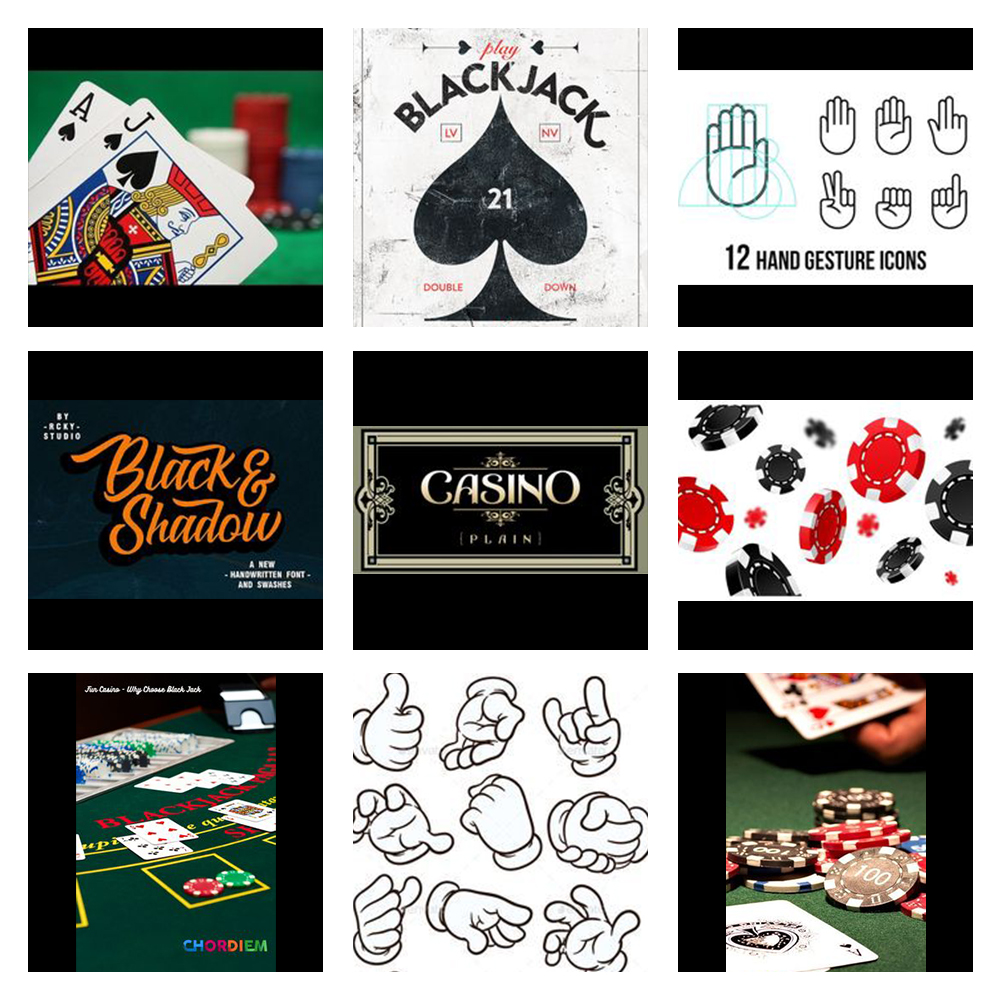 A
J
play
BLACKJACK
LV
NV
21
DOUBLE
DOWN
12 HAND GESTURE ICONS
BY
-RCKY-
STUDIO
Black &
Shadow
A NEW
- HANDWRITTEN FONT -
AND SWASHES
CASINO
[PLAIN]
Fun Casino - Why Choose Black Jack
BLACKJACK
CHORDIEM
100
A